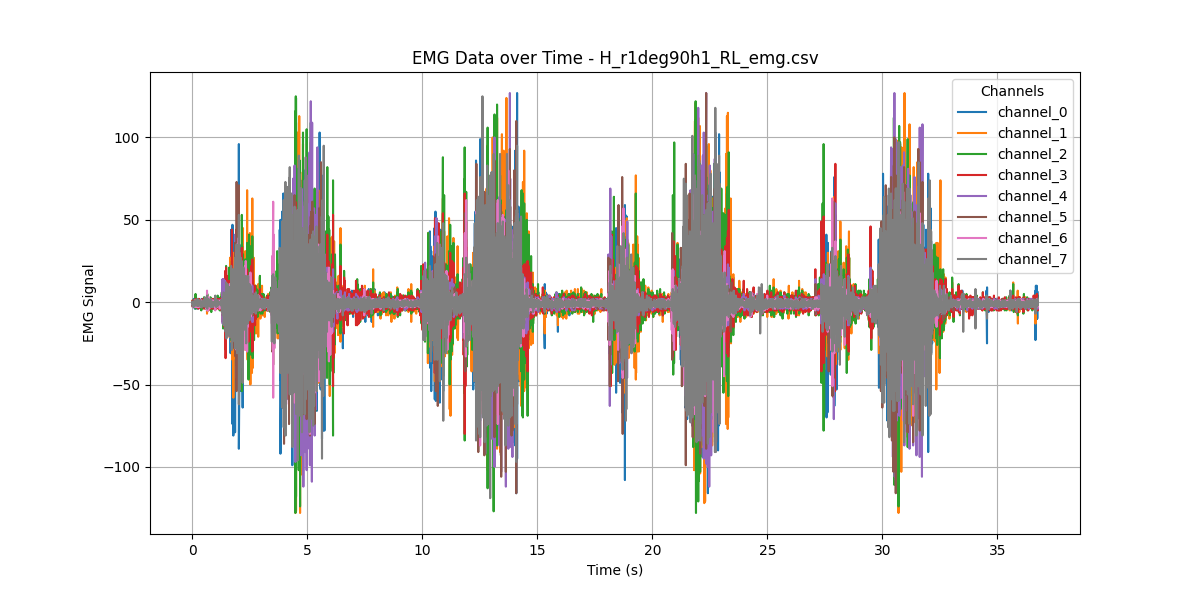 EMG Data over Time - H_r1deg90h1_RL_emg.csv
Channels
channel_0
channel_1
channel_2
channel_3
channel_4
channel_5
channel_6
channel_7
EMG Signal
100
50
0
−50
−100
0 5 10 15 20 25 30 35
Time (s)